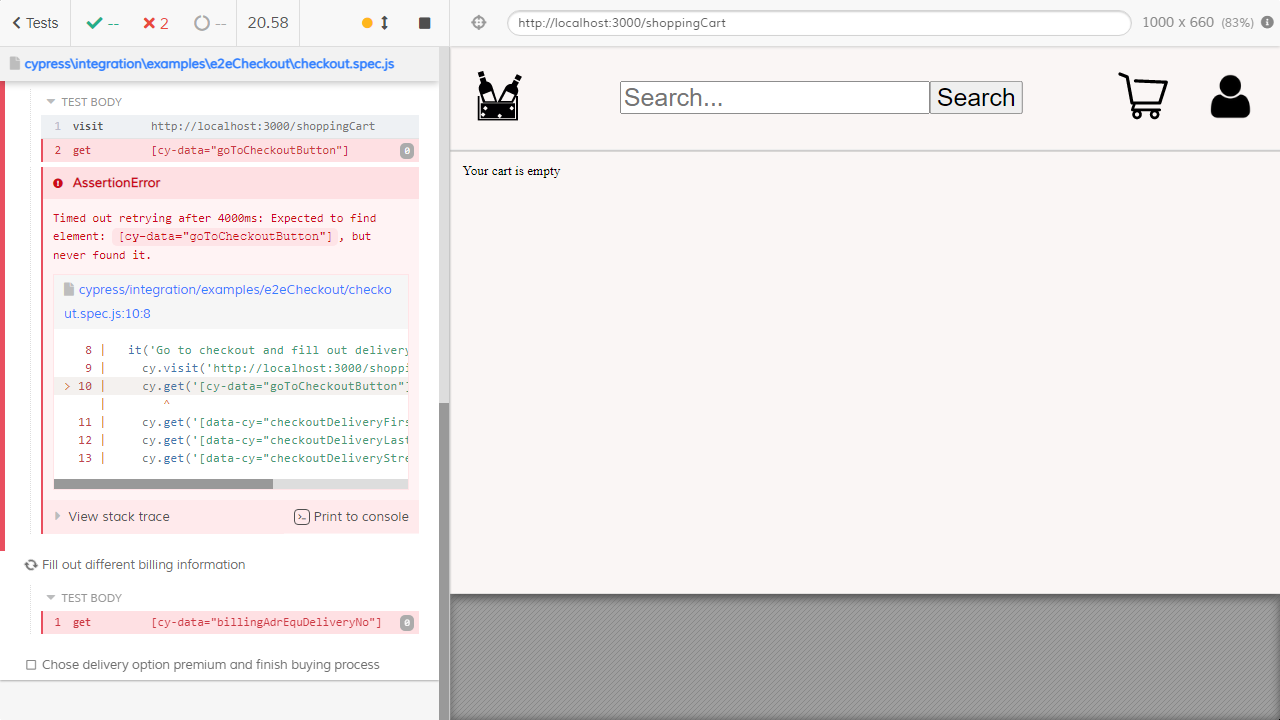 Tests
--
2
--
20.58
http://localhost:3000/shoppingCart
1000 x 660 (83%)
cypress\integration\examples\e2eCheckout\checkout.spec.js
TEST BODY
1 visit http://localhost:3000/shoppingCart
2 get [cy-data="goToCheckoutButton"] 0
AssertionError
Timed out retrying after 4000ms: Expected to find
element: [cy-data="goToCheckoutButton"], but
never found it.
cypress/integration/examples/e2eCheckout/checko
ut.spec.js:10:8
8 | it('Go to checkout and fill out delivery
9 | cy.visit('http://localhost:3000/shoppi
> 10 | cy.get('[cy-data="goToCheckoutButton"]
| ^
11 | cy.get('[data-cy="checkoutDeliveryFirs
12 | cy.get('[data-cy="checkoutDeliveryLast
13 | cy.get('[data-cy="checkoutDeliveryStre
View stack trace
Print to console
Fill out different billing information
TEST BODY
1 get [cy-data="billingAdrEquDeliveryNo"] 0
Chose delivery option premium and finish buying process
Search...
Search
Your cart is empty